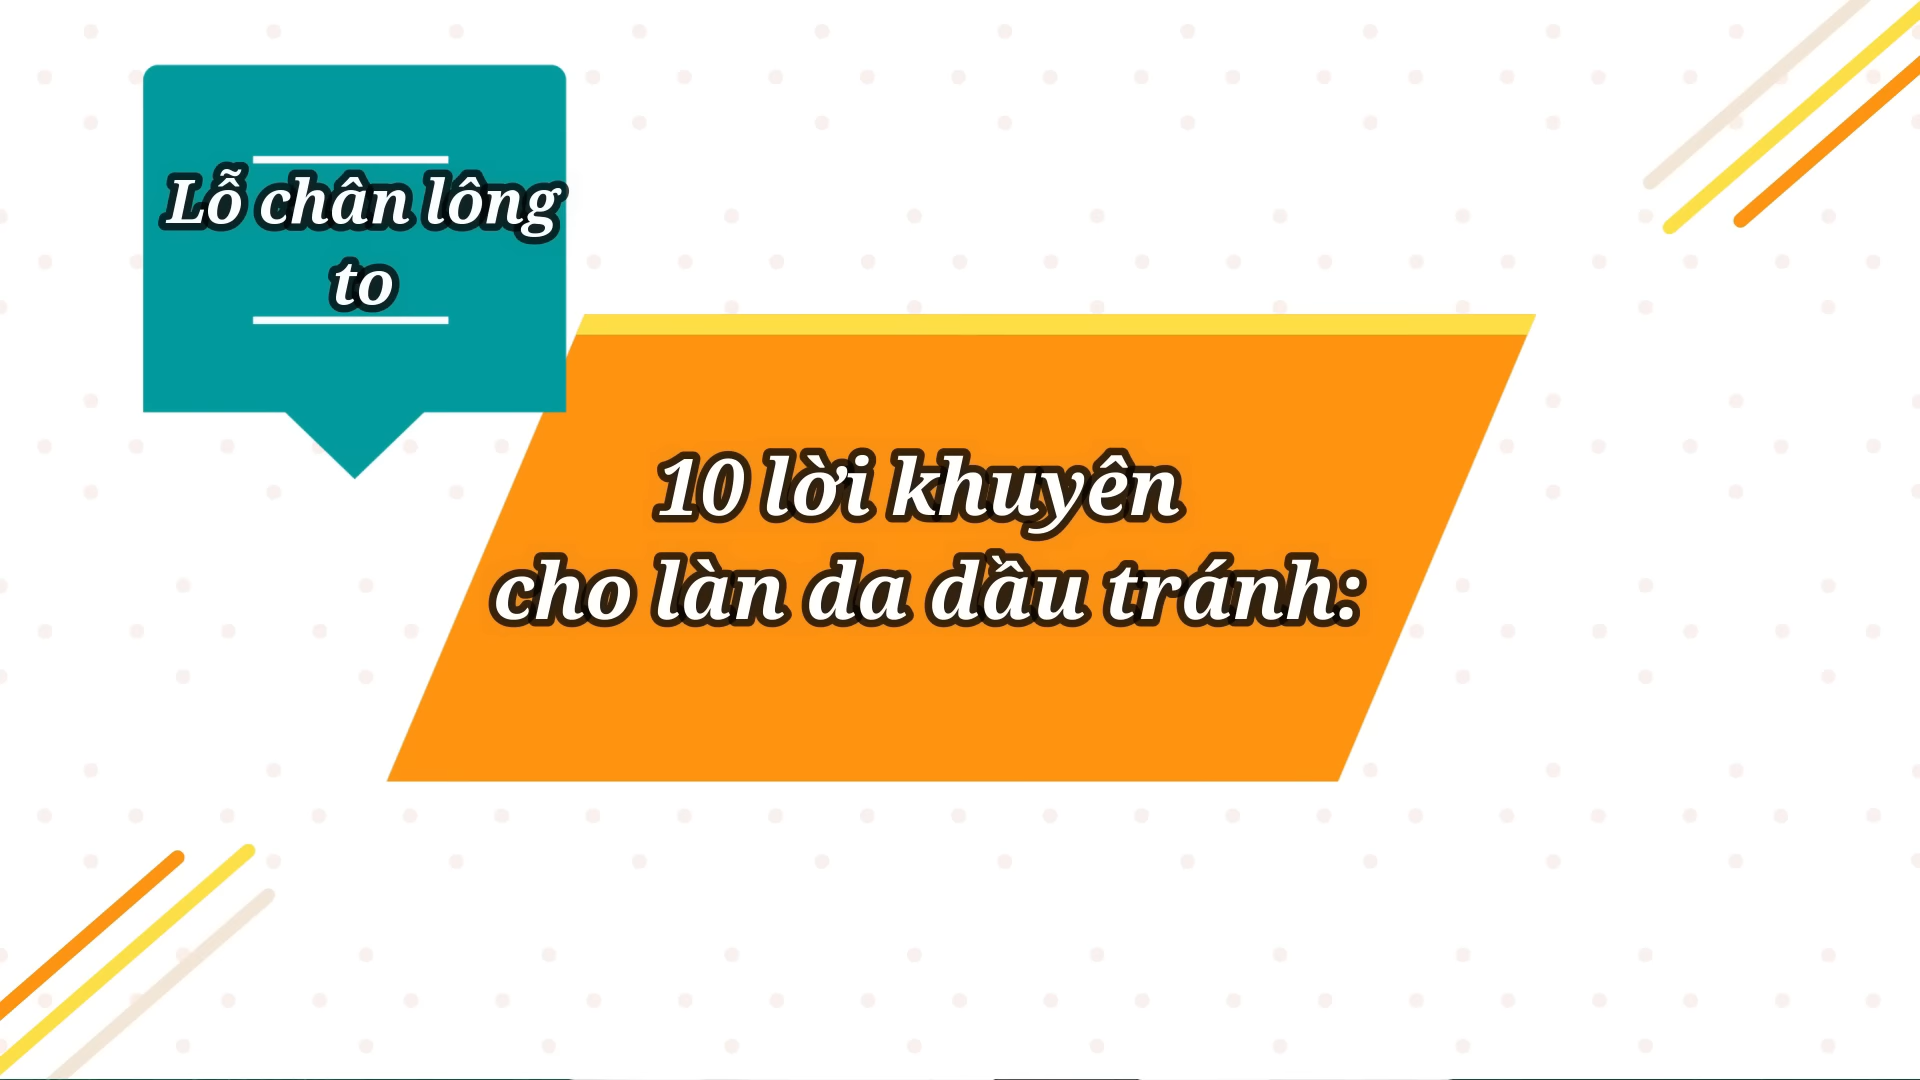 Lỗ chân lông
to
10 lời khuyên
cho làn da dầu tránh: